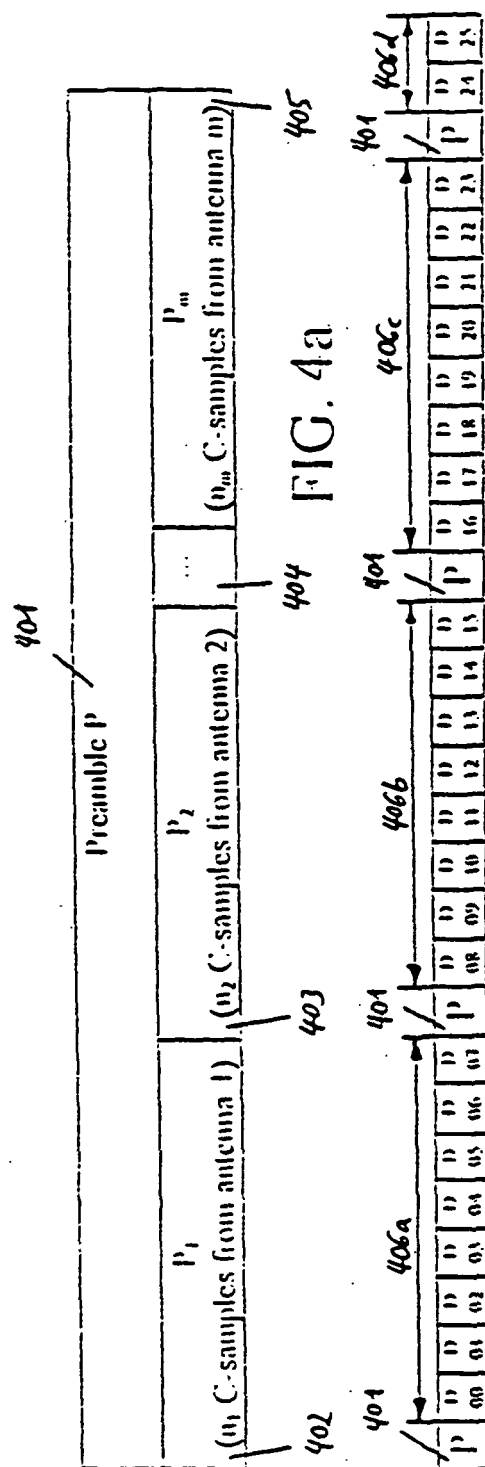 401
Preamble P
P₁ P₂ ... Pₘ
(n₁ C-samples from antenna 1) (n₂ C-samples from antenna 2) (nₘ C-samples from antenna m)
402 403 404 405
FIG. 4a
401 406a 401 406b 401 406c 401 406d
P D D D D D D D D P D D D D D D D D P D D D D D D D D P D D
00 01 02 03 04 05 06 07 08 09 10 11 12 13 14 15 16 17 18 19 20 21 22 23 24 25